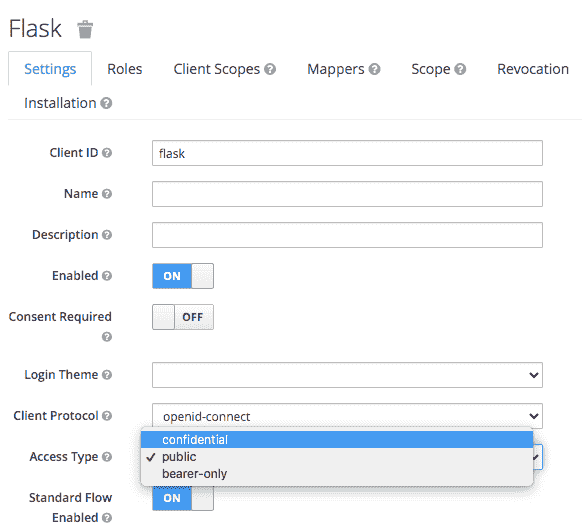 Flask
Settings Roles Client Scopes Mappers Scope Revocation
Installation
Client ID flask
Name
Description
Enabled ON
Consent Required OFF
Login Theme
Client Protocol openid-connect
confidential
Access Type ✓ public
bearer-only
Standard Flow
Enabled ON